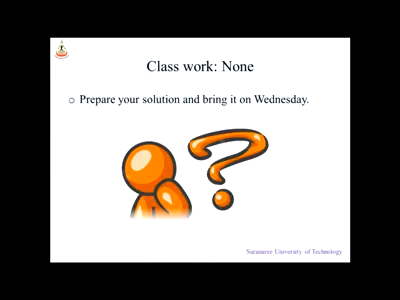 Class work: None
Prepare your solution and bring it on Wednesday.
Suranaree University of Technology